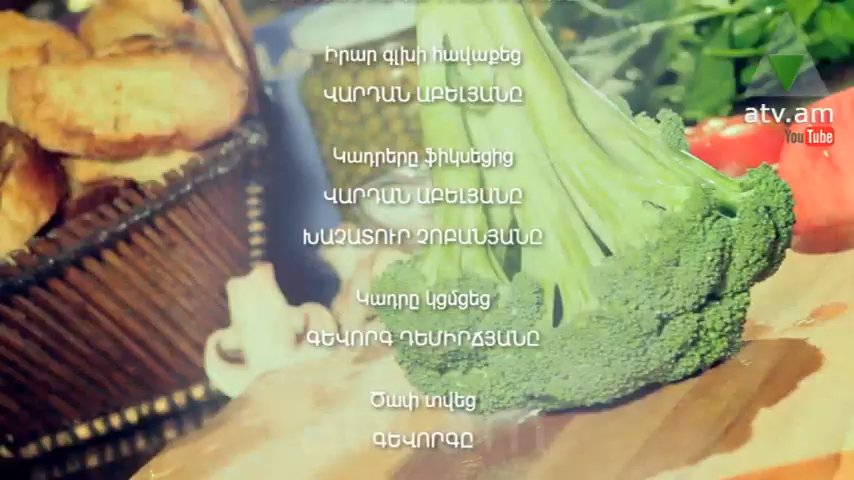 Իրար գլխի հավաքեց
ՎԱՐԴԱՆ ԱԲԵԼՅԱՆԸ
Կադրերը ֆիկսեցից
ՎԱՐԴԱՆ ԱԲԵԼՅԱՆԸ
ԽԱՉԱՏՈՒՐ ՉՈԲԱՆՅԱՆԸ
Կադրը կցմցեց
ԳԵՎՈՐԳ ԴԵՄԻՐՃՅԱՆԸ
Ծափ տվեց
ԳԵՎՈՐԳԸ
atv.am
YouTube